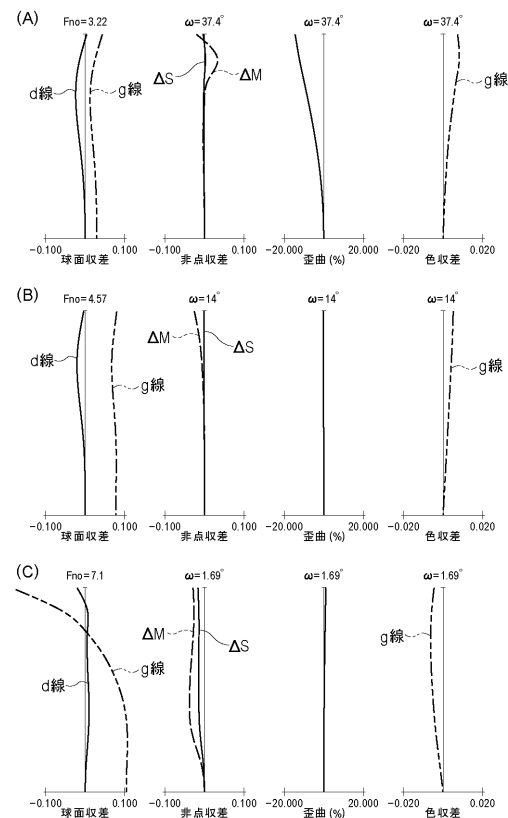 (A)
Fno=3.22 ω=37.4° ω=37.4° ω=37.4°
d線 g線 ΔS ΔM g線
-0.100 0.100 -0.100 0.100 -20.000 20.000 -0.020 0.020
球面収差 非点収差 歪曲(%) 色収差
(B)
Fno=4.57 ω=14° ω=14° ω=14°
d線 g線 ΔM ΔS g線
-0.100 0.100 -0.100 0.100 -20.000 20.000 -0.020 0.020
球面収差 非点収差 歪曲(%) 色収差
(C)
Fno=7.1 ω=1.69° ω=1.69° ω=1.69°
d線 g線 ΔM ΔS g線
-0.100 0.100 -0.100 0.100 -20.000 20.000 -0.020 0.020
球面収差 非点収差 歪曲(%) 色収差